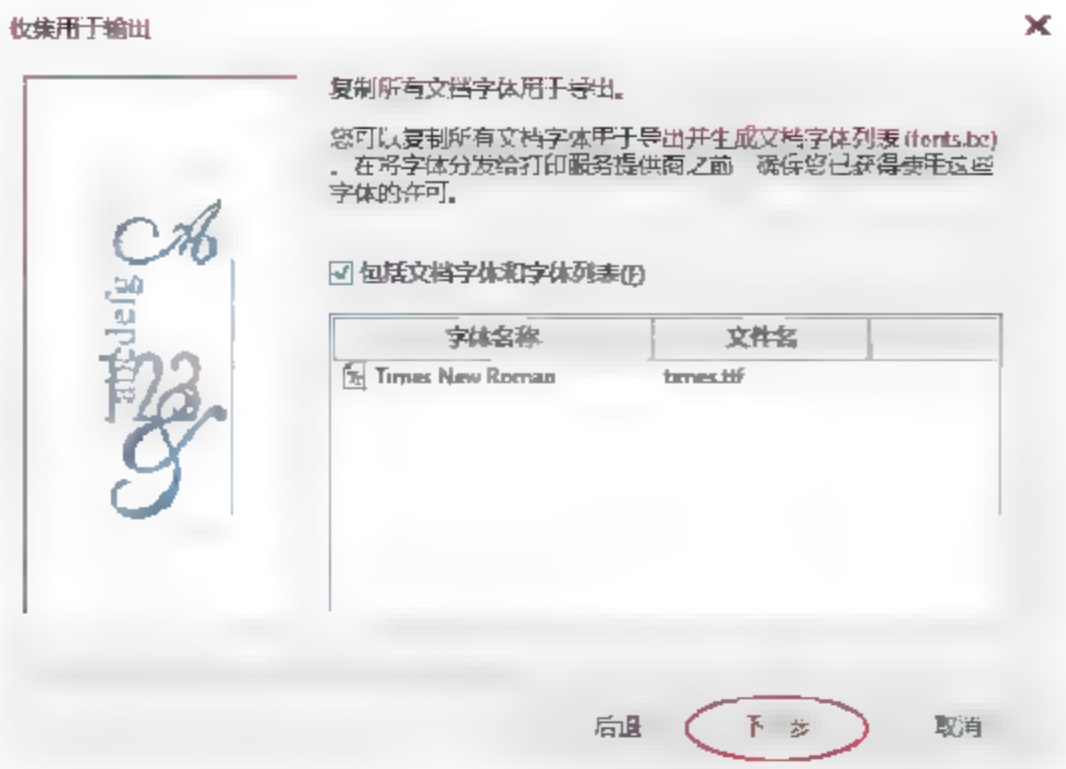 收集用于输出
复制所有文档字体用于导出。
您可以复制所有文档字体用于导出并生成文档字体列表 (fonts.txt)
。在将字体分发给打印服务提供商之前 确保您已获得使用这些
字体的许可。
包括文档字体和字体列表(F)
字体名称 文件名
Times New Roman times.ttf
A
abcdefg
123
后退 下一步 取消